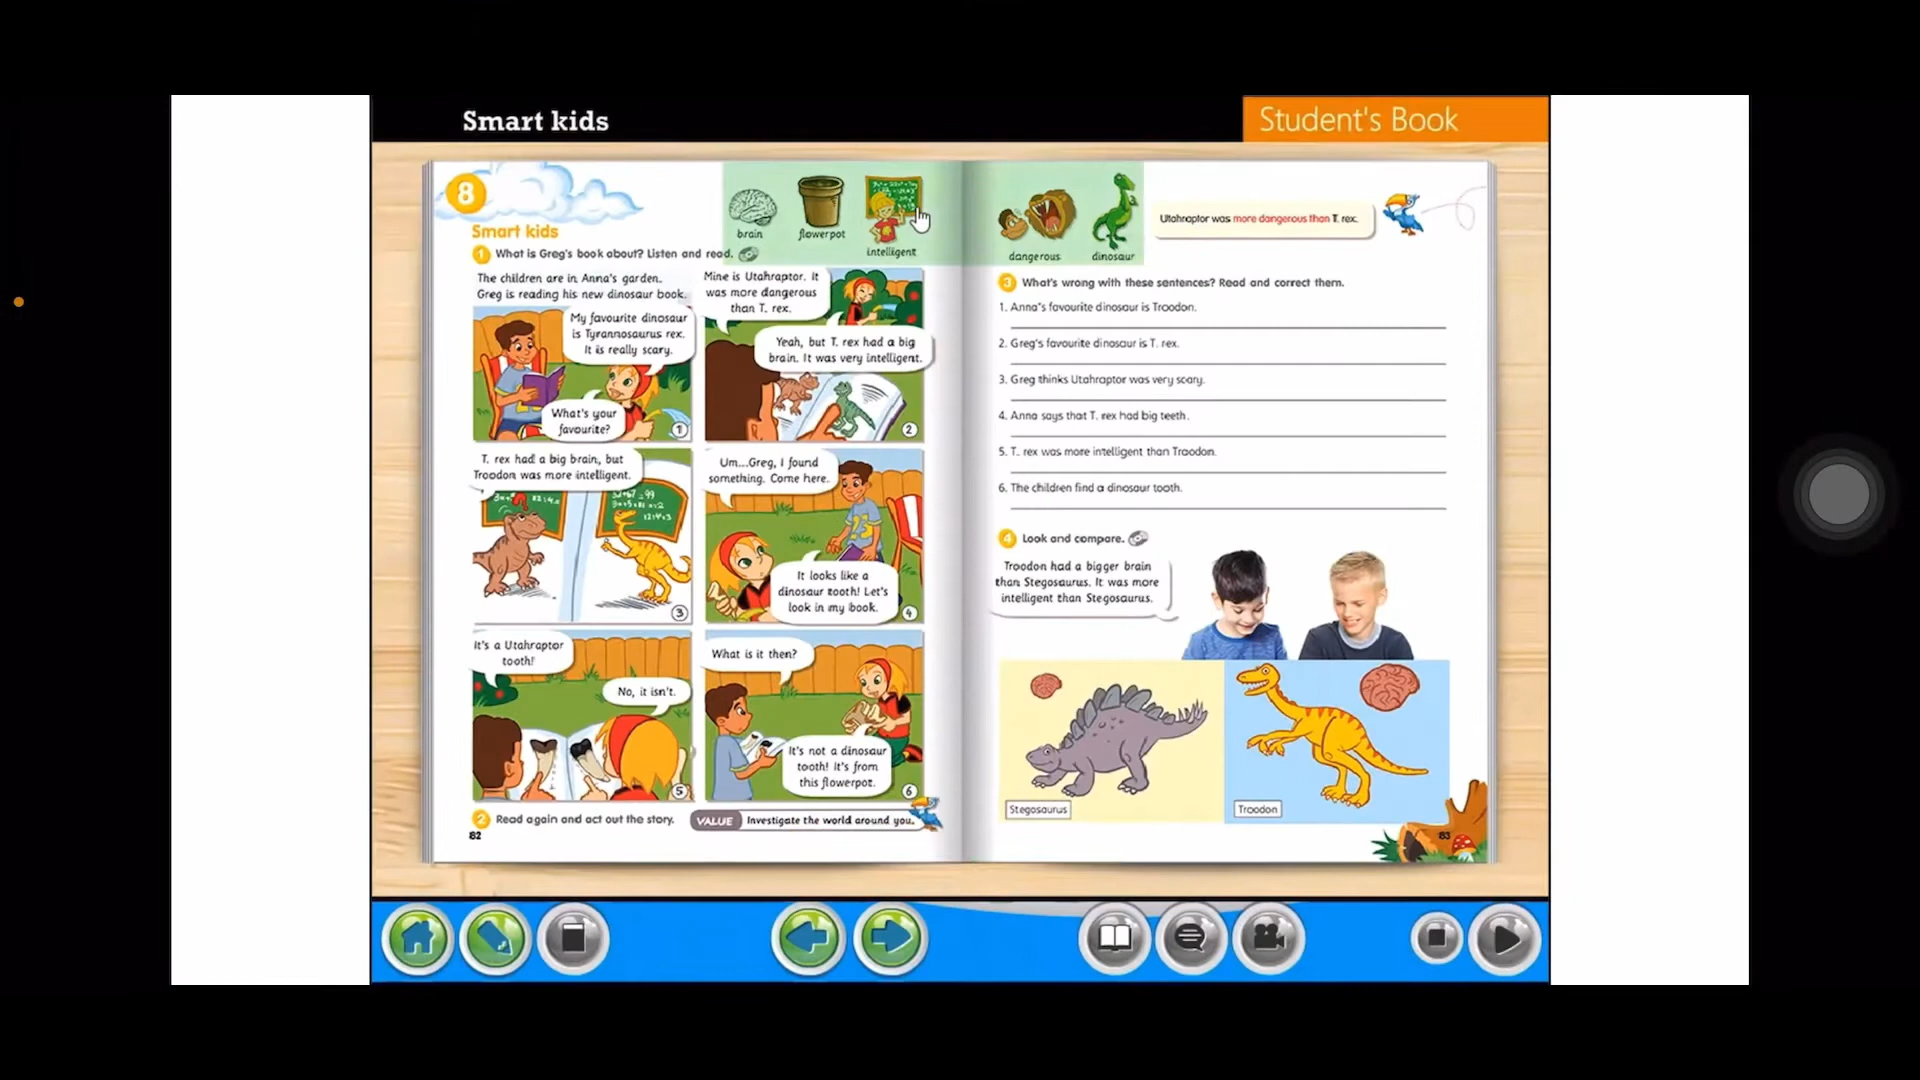 Smart kids
Student's Book
8
Smart kids
brain
flowerpot
intelligent
1 What is Greg's book about? Listen and read.
The children are in Anna's garden.
Greg is reading his new dinosaur book.
My favourite dinosaur
is Tyrannosaurus rex.
It is really scary.
What's your
favourite?
1
Mine is Utahraptor. It
was more dangerous
than T. rex.
Yeah, but T. rex had a big
brain. It was very intelligent.
2
T. rex had a big brain, but
Troodon was more intelligent.
3
Um...Greg, I found
something. Come here.
It looks like a
dinosaur tooth! Let's
look in my book.
4
It's a Utahraptor
tooth!
No, it isn't.
5
What is it then?
It's not a dinosaur
tooth! It's from
this flowerpot.
6
2 Read again and act out the story.
VALUE Investigate the world around you.
82
dangerous
dinosaur
Utahraptor was more dangerous than T. rex.
3 What's wrong with these sentences? Read and correct them.
1. Anna's favourite dinosaur is Troodon.
2. Greg's favourite dinosaur is T. rex.
3. Greg thinks Utahraptor was very scary.
4. Anna says that T. rex had big teeth.
5. T. rex was more intelligent than Troodon.
6. The children find a dinosaur tooth.
4 Look and compare.
Troodon had a bigger brain
than Stegosaurus. It was more
intelligent than Stegosaurus.
Stegosaurus
Troodon
83